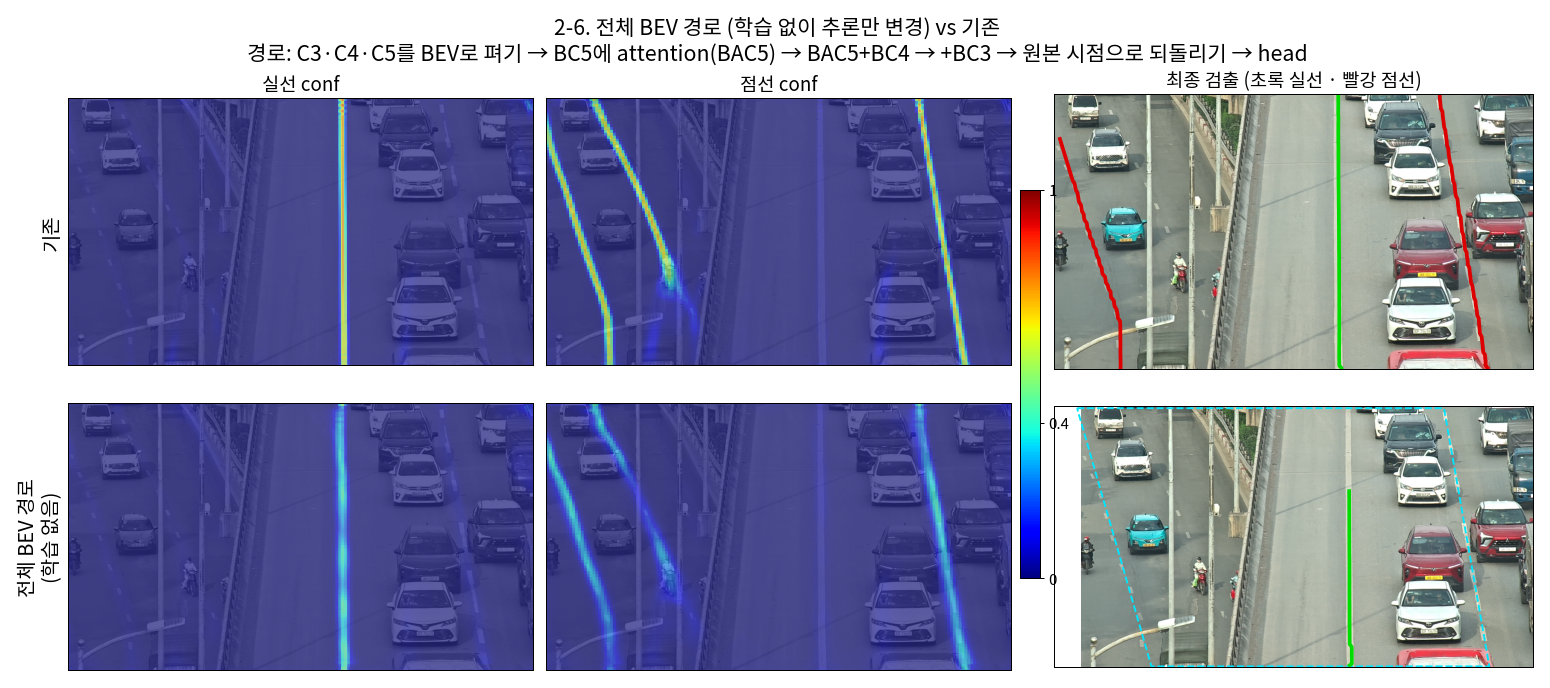 2-6. 전체 BEV 경로 (학습 없이 추론만 변경) vs 기존
경로: C3·C4·C5를 BEV로 펴기 → BC5에 attention(BAC5) → BAC5+BC4 → +BC3 → 원본 시점으로 되돌리기 → head
실선 conf
점선 conf
최종 검출 (초록 실선 · 빨강 점선)
기존
1
0.4
0
전체 BEV 경로
(학습 없음)